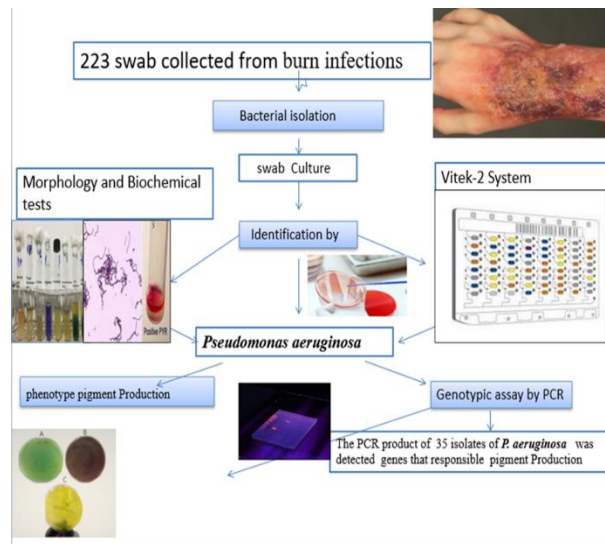 223 swab collected from burn infections
Bacterial isolation
swab Culture
Morphology and Biochemical
tests
Vitek-2 System
Identification by
Positive PYR
Pseudomonas aeruginosa
phenotype pigment Production
Genotypic assay by PCR
The PCR product of 35 isolates of P. aeruginosa was
detected genes that responsible pigment Production
A
B
C